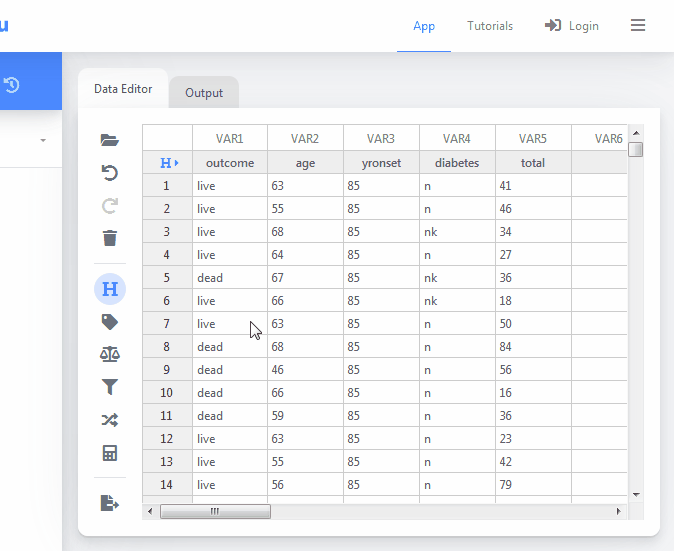 u
App Tutorials Login
Data Editor Output
VAR1 VAR2 VAR3 VAR4 VAR5 VAR6
H outcome age yronset diabetes total
1 live 63 85 n 41
2 live 55 85 n 46
3 live 68 85 nk 34
4 live 64 85 n 27
5 dead 67 85 nk 36
6 live 66 85 nk 18
7 live 63 85 n 50
8 dead 68 85 n 84
9 dead 46 85 n 56
10 dead 66 85 n 16
11 dead 59 85 n 36
12 live 63 85 n 23
13 live 55 85 n 42
14 live 56 85 n 79
H